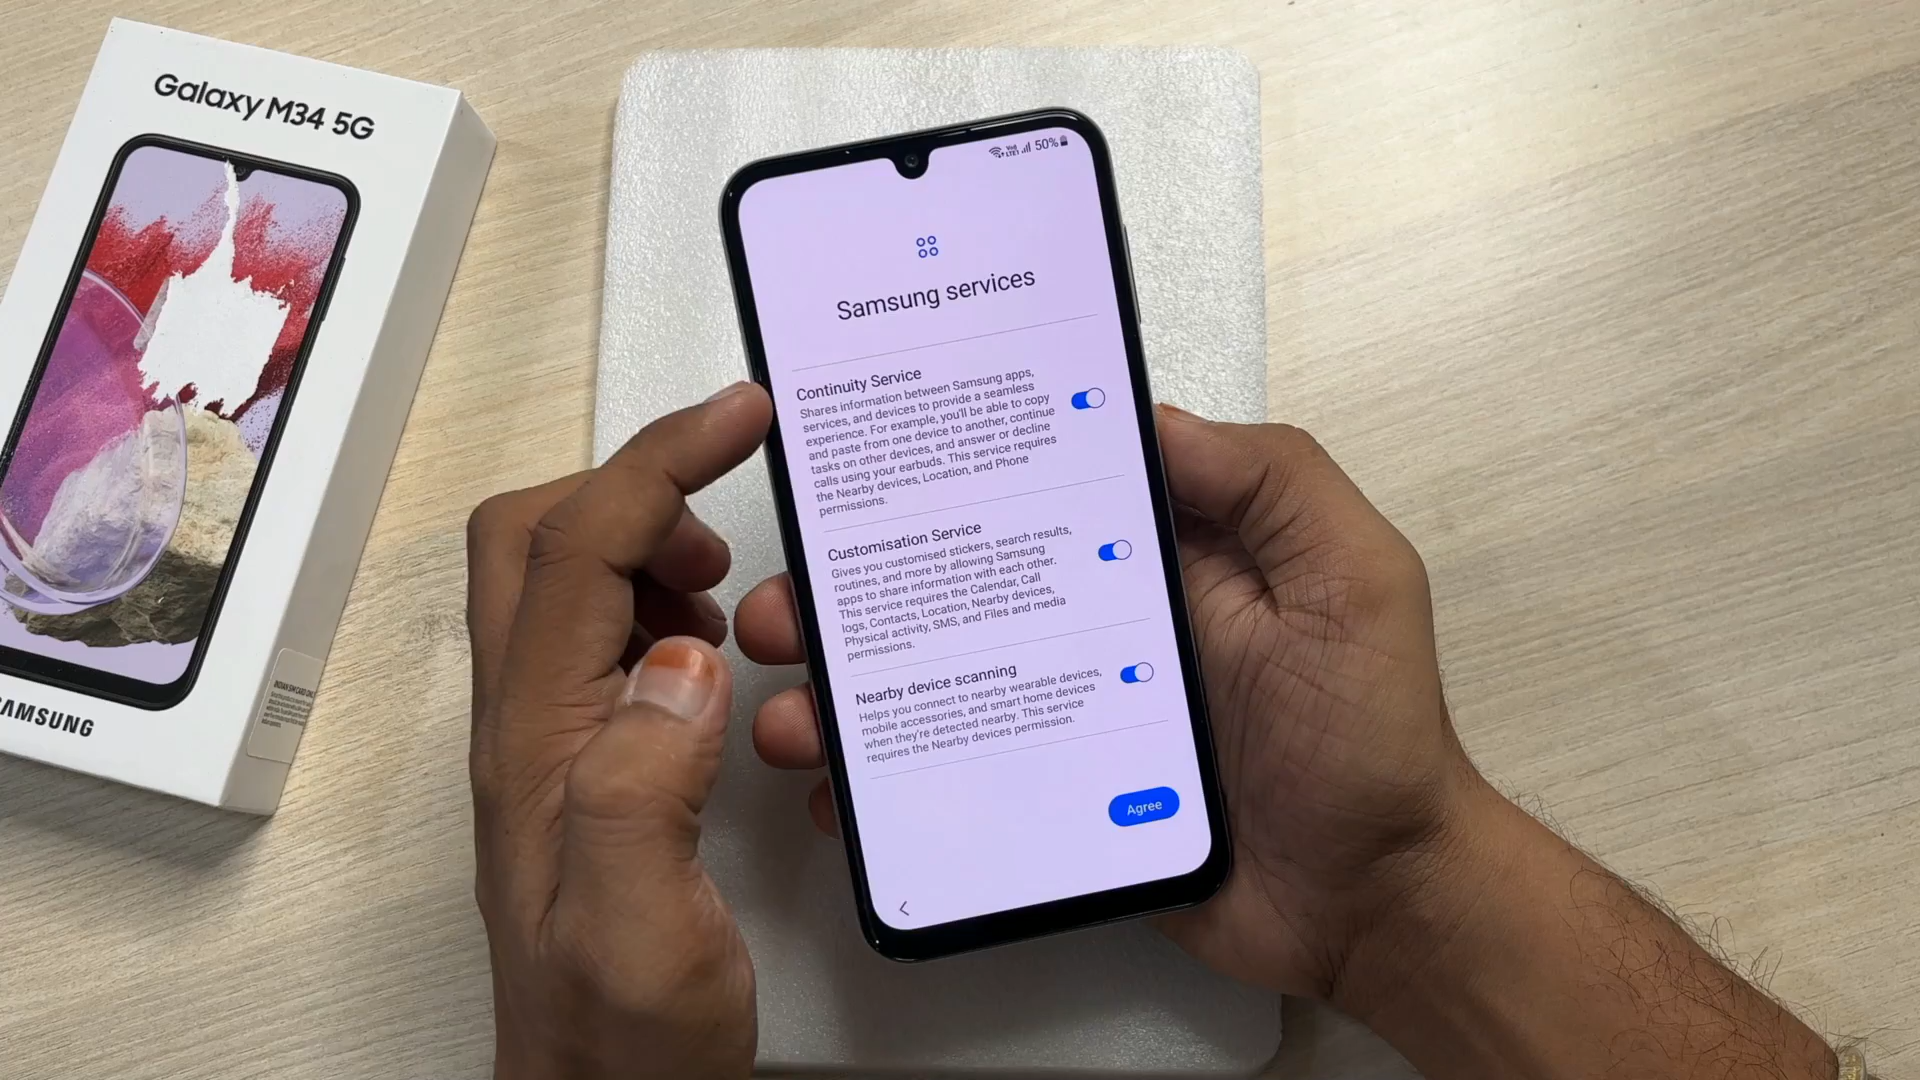 Galaxy M34 5G
AMSUNG
INDIAN SIM CARD ONLY
50%
Samsung services
Continuity Service
Shares information between Samsung apps,
services, and devices to provide a seamless
experience. For example, you'll be able to copy
and paste from one device to another, continue
tasks on other devices, and answer or decline
calls using your earbuds. This service requires
the Nearby devices, Location, and Phone
permissions.
Customisation Service
Gives you customised stickers, search results,
routines, and more by allowing Samsung
apps to share information with each other.
This service requires the Calendar, Call
logs, Contacts, Location, Nearby devices,
Physical activity, SMS, and Files and media
permissions.
Nearby device scanning
Helps you connect to nearby wearable devices,
mobile accessories, and smart home devices
when they're detected nearby. This service
requires the Nearby devices permission.
Agree